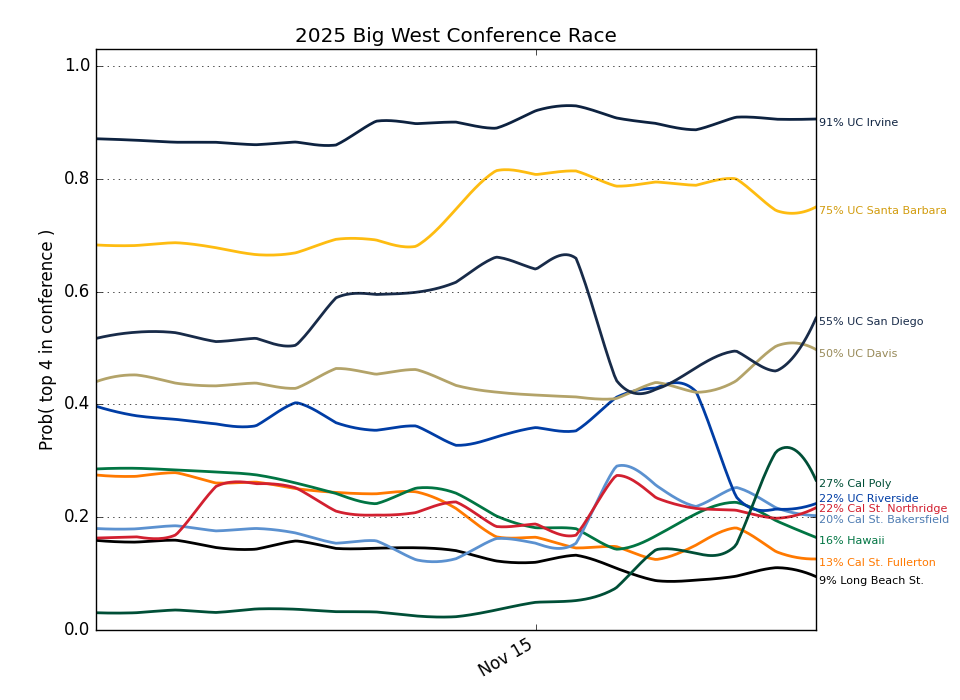 2025 Big West Conference Race
Prob( top 4 in conference )
1.0
0.8
0.6
0.4
0.2
0.0
Nov 15
91% UC Irvine
75% UC Santa Barbara
55% UC San Diego
50% UC Davis
27% Cal Poly
22% UC Riverside
22% Cal St. Northridge
20% Cal St. Bakersfield
16% Hawaii
13% Cal St. Fullerton
9% Long Beach St.